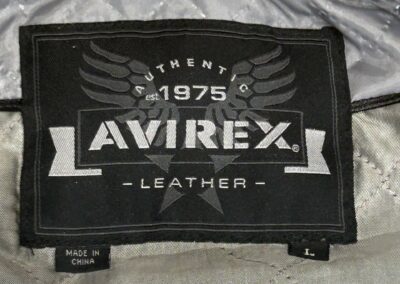 AUTHENTIC
est. 1975
AVIREX®
- LEATHER -
MADE IN
CHINA
L